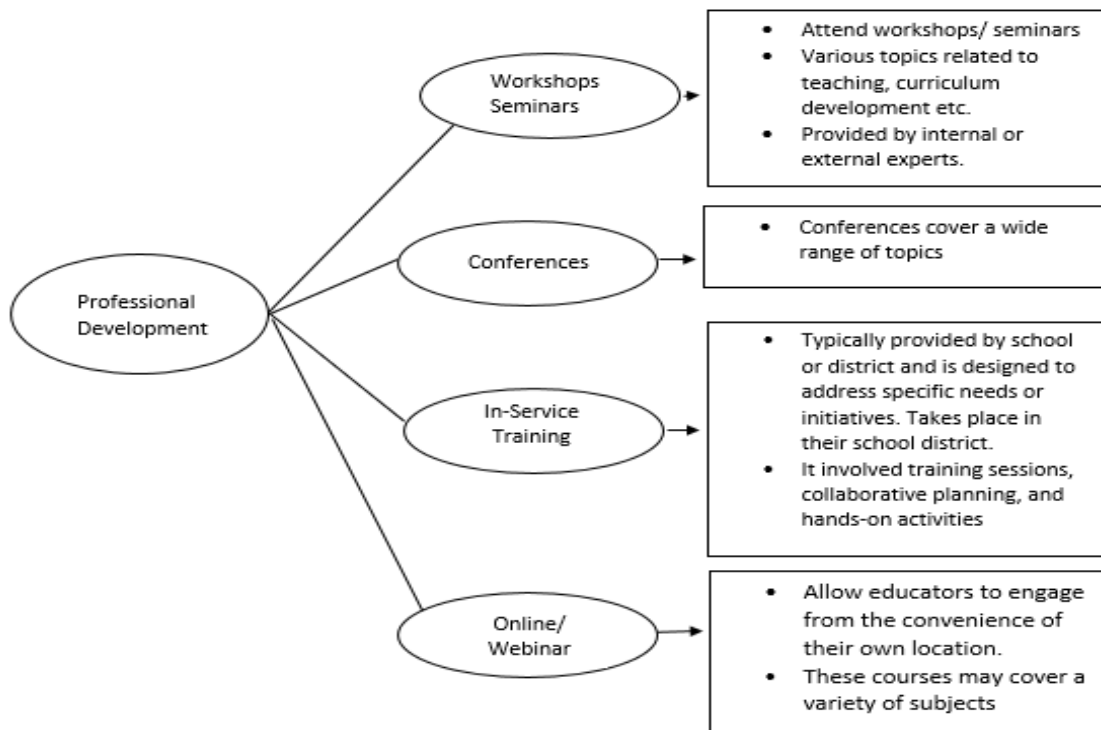 Professional
Development
Workshops
Seminars
• Attend workshops/ seminars
• Various topics related to
teaching, curriculum
development etc.
• Provided by internal or
external experts.
Conferences
• Conferences cover a wide
range of topics
In-Service
Training
• Typically provided by school
or district and is designed to
address specific needs or
initiatives. Takes place in
their school district.
• It involved training sessions,
collaborative planning, and
hands-on activities
Online/
Webinar
• Allow educators to engage
from the convenience of
their own location.
• These courses may cover a
variety of subjects